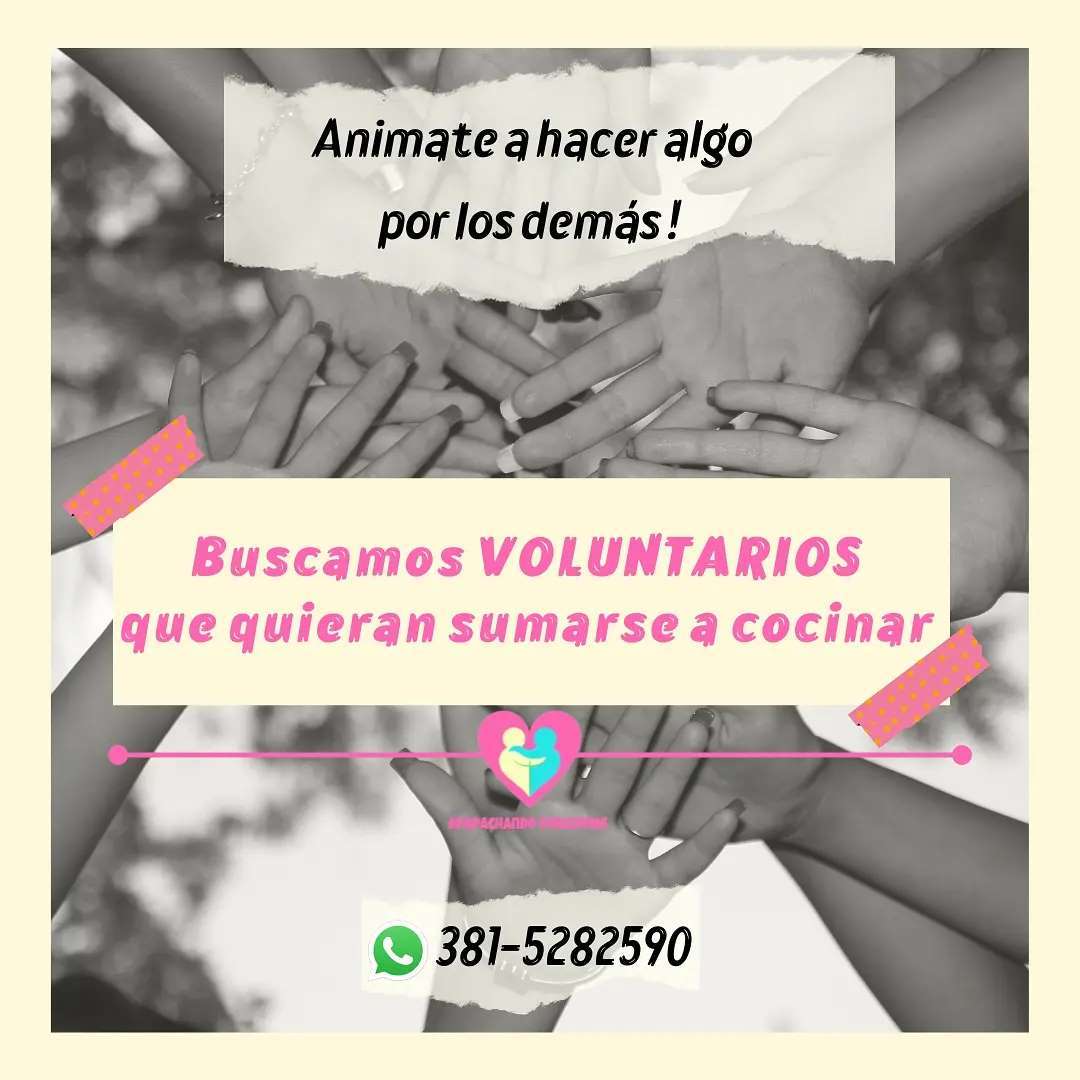 Animate a hacer algo
por los demás!
Buscamos VOLUNTARIOS
que quieran sumarse a cocinar
381-5282590